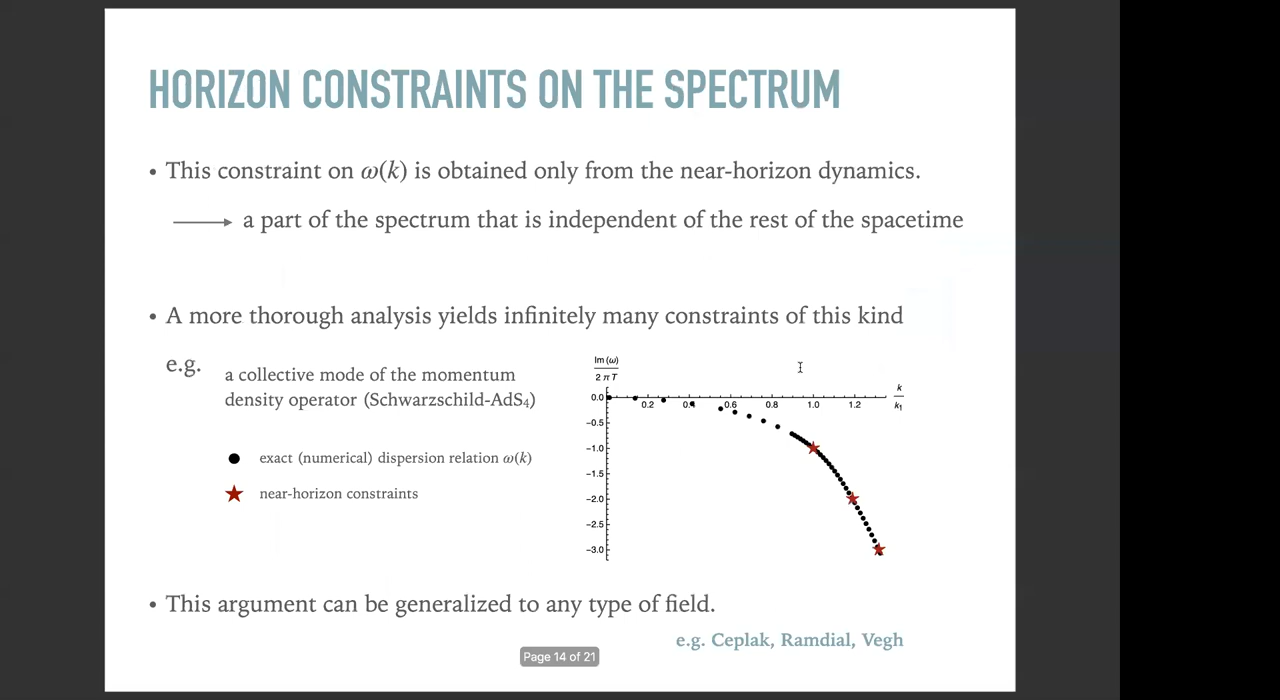 HORIZON CONSTRAINTS ON THE SPECTRUM
• This constraint on ω(k) is obtained only from the near-horizon dynamics.
a part of the spectrum that is independent of the rest of the spacetime
• A more thorough analysis yields infinitely many constraints of this kind
e.g. a collective mode of the momentum
density operator (Schwarzschild-AdS₄)
• exact (numerical) dispersion relation ω(k)
★ near-horizon constraints
Im (ω)
2 π T
k
k₁
0.0
0.2 0.4 0.6 0.8 1.0 1.2
−0.5
−1.0
−1.5
−2.0
−2.5
−3.0
• This argument can be generalized to any type of field.
e.g. Ceplak, Ramdial, Vegh
Page 14 of 21